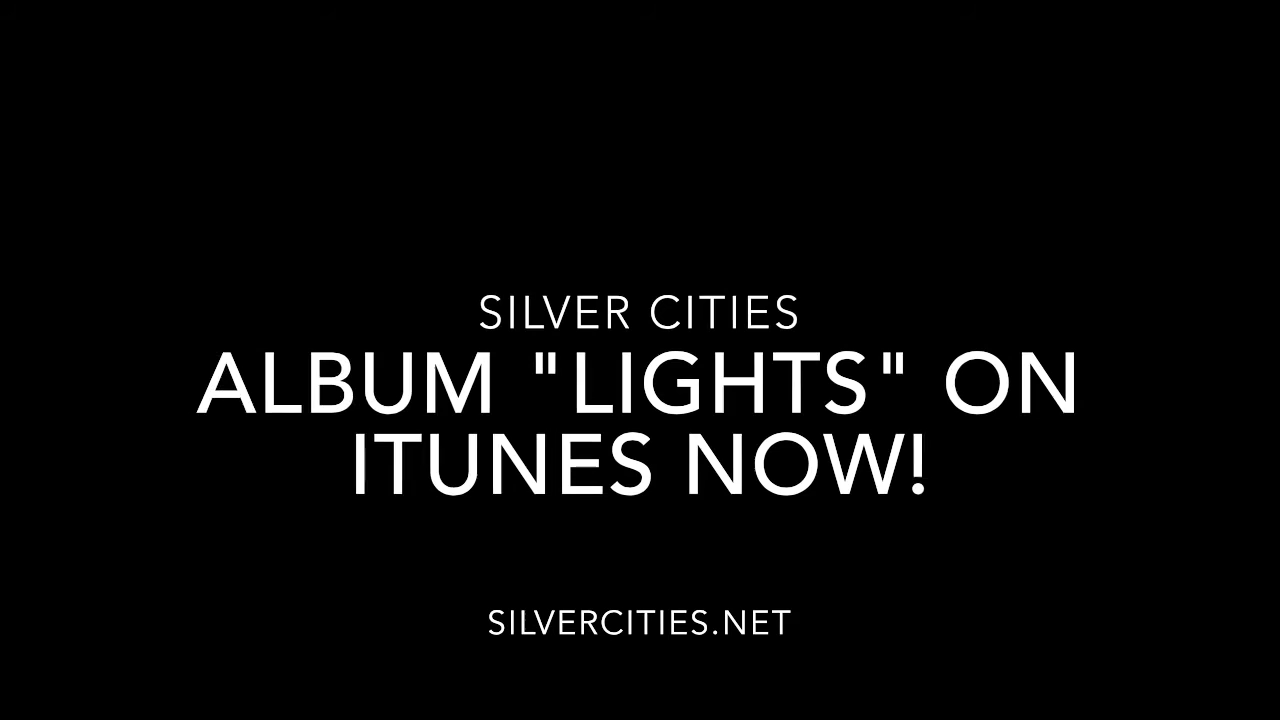 SILVER CITIES
ALBUM "LIGHTS" ON
ITUNES NOW!
SILVERCITIES.NET